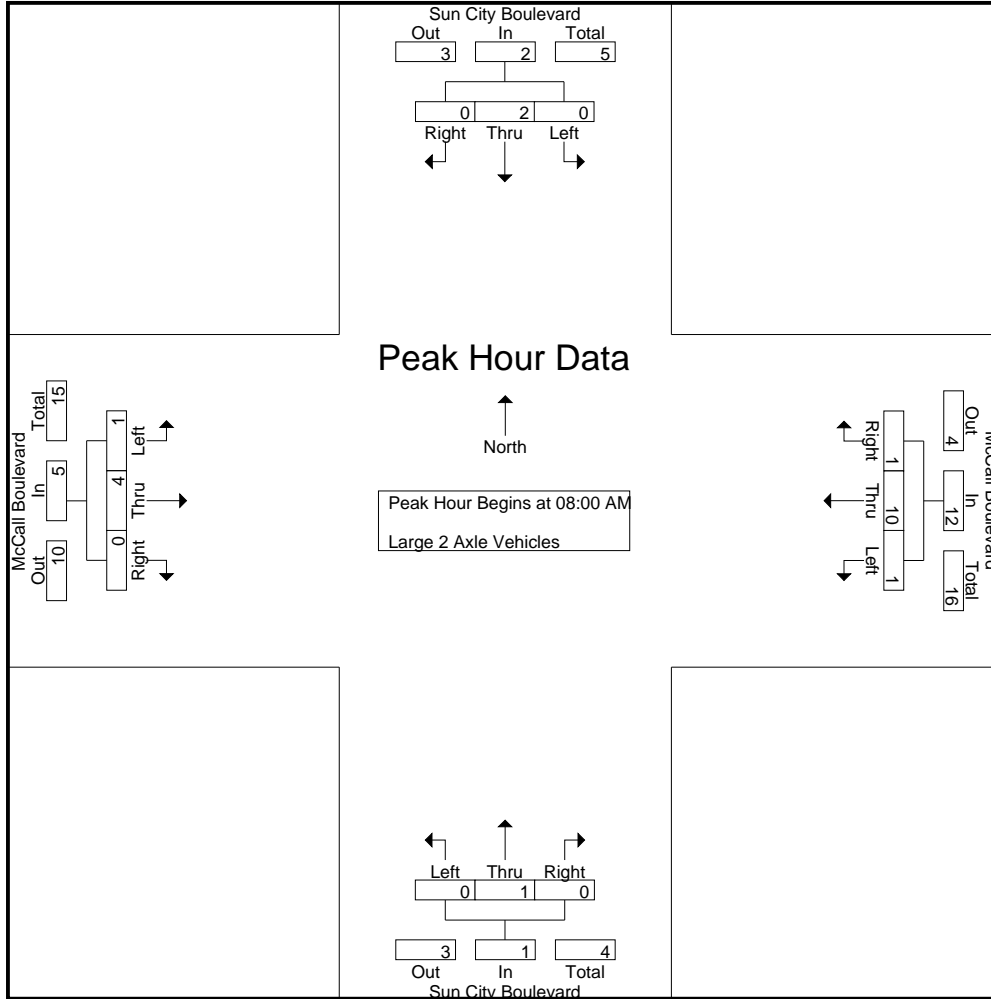 Sun City Boulevard
Out In Total
3 2 5
0 2 0
Right Thru Left
Peak Hour Data
North
Peak Hour Begins at 08:00 AM
Large 2 Axle Vehicles
McCall Boulevard
Out In Total
10 5 15
1 4 0
Left Thru Right
McCall Boulevard
Out In Total
4 12 16
1 10 1
Right Thru Left
Left Thru Right
0 1 0
3 1 4
Out In Total
Sun City Boulevard